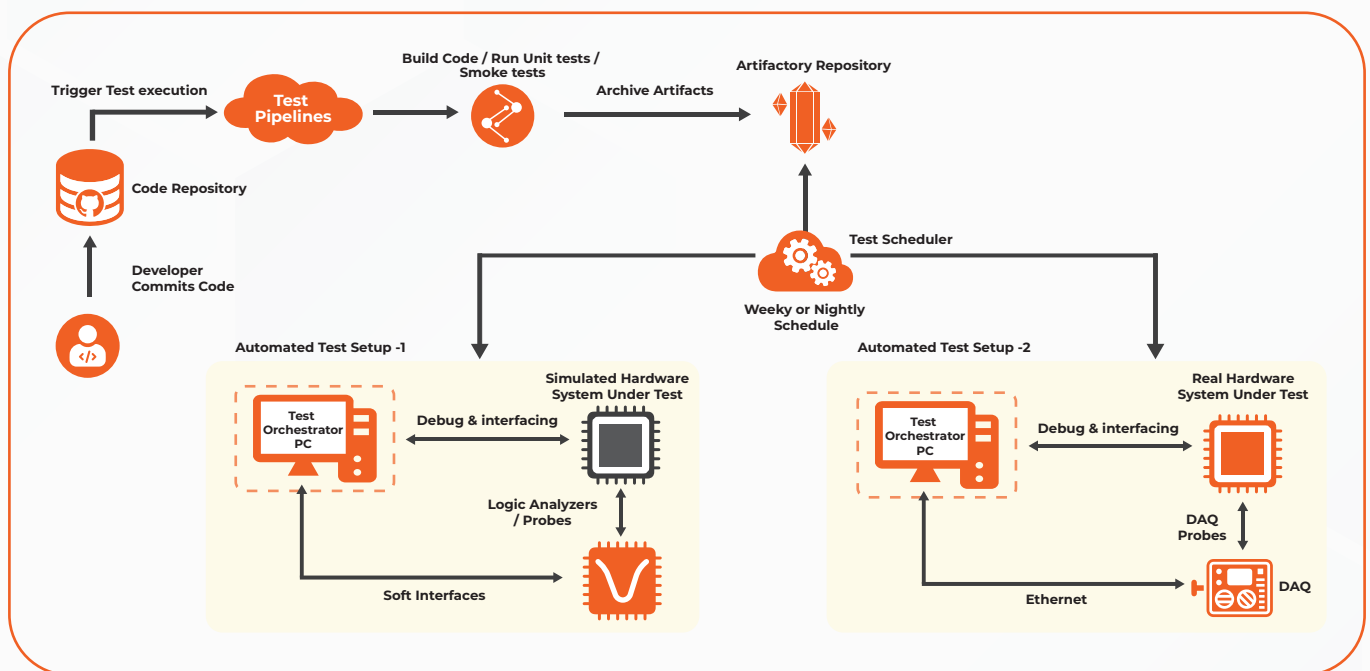 Build Code / Run Unit tests /
Smoke tests
Artifactory Repository
Trigger Test execution
Test
Pipelines
Archive Artifacts
Code Repository
Test Scheduler
Developer
Commits Code
Weeky or Nightly
Schedule
Automated Test Setup -1
Simulated Hardware
System Under Test
Test
Orchestrator
PC
Debug & interfacing
Logic Analyzers
/ Probes
Soft Interfaces
Automated Test Setup -2
Real Hardware
System Under Test
Test
Orchestrator
PC
Debug & interfacing
DAQ
Probes
DAQ
Ethernet